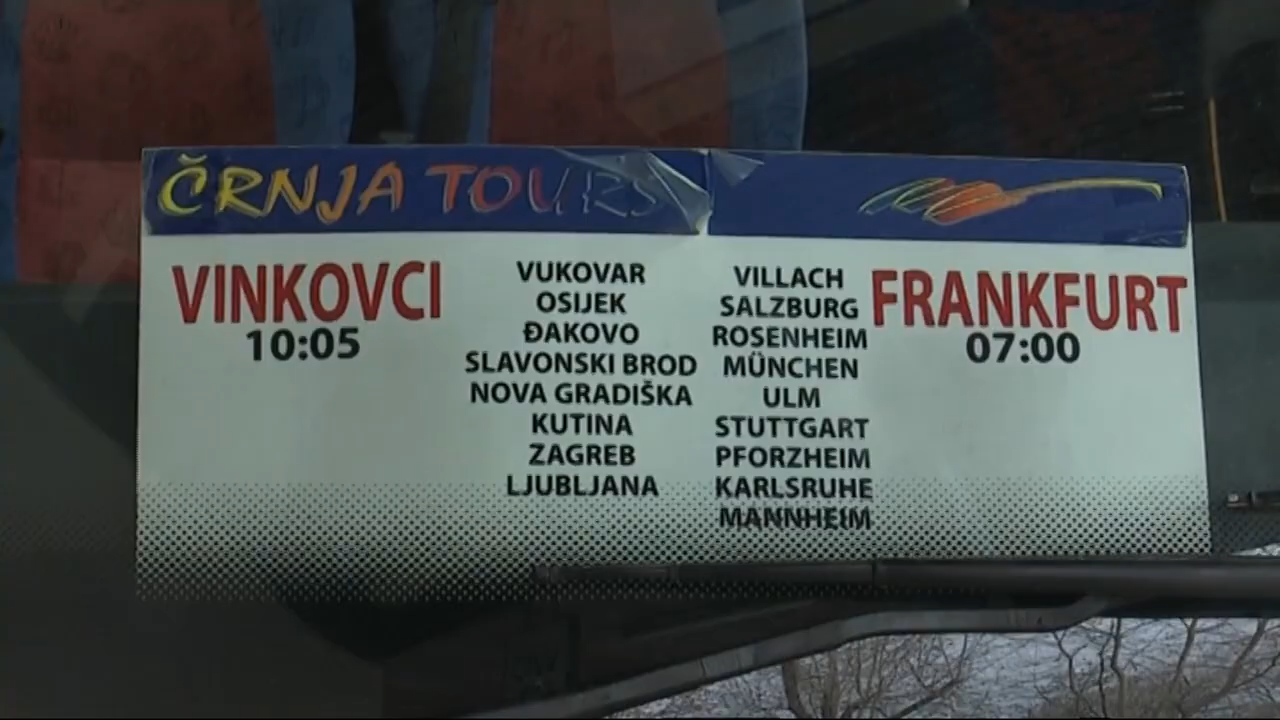 ČRNJA TOURS
VINKOVCI
10:05
VUKOVAR
OSIJEK
ĐAKOVO
SLAVONSKI BROD
NOVA GRADIŠKA
KUTINA
ZAGREB
LJUBLJANA
VILLACH
SALZBURG
ROSENHEIM
MÜNCHEN
ULM
STUTTGART
PFORZHEIM
KARLSRUHE
MANNHEIM
FRANKFURT
07:00